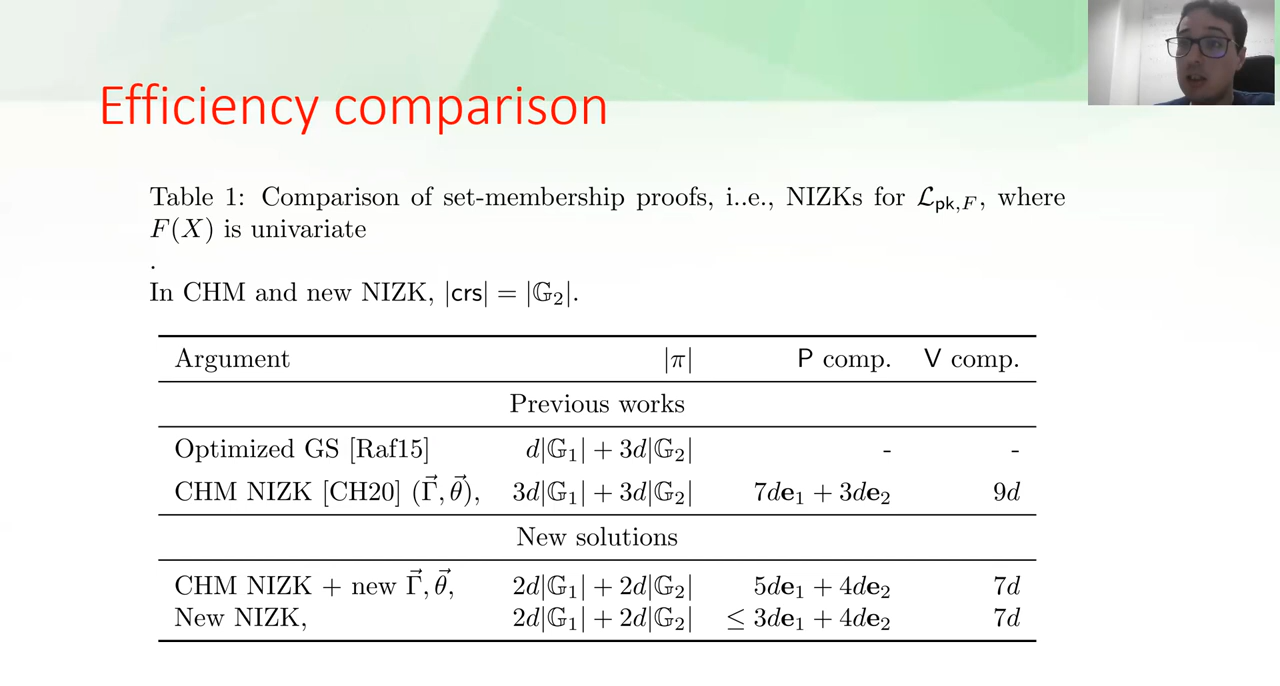 Efficiency comparison
Table 1: Comparison of set-membership proofs, i..e., NIZKs for 𝓛pk,F, where
F(X) is univariate
.
In CHM and new NIZK, |crs| = |𝔾₂|.
Argument |π| P comp. V comp.
Previous works
Optimized GS [Raf15] d|𝔾₁| + 3d|𝔾₂| - -
CHM NIZK [CH20] (Γ⃗, θ⃗), 3d|𝔾₁| + 3d|𝔾₂| 7de₁ + 3de₂ 9d
New solutions
CHM NIZK + new Γ⃗, θ⃗, 2d|𝔾₁| + 2d|𝔾₂| 5de₁ + 4de₂ 7d
New NIZK, 2d|𝔾₁| + 2d|𝔾₂| ≤ 3de₁ + 4de₂ 7d